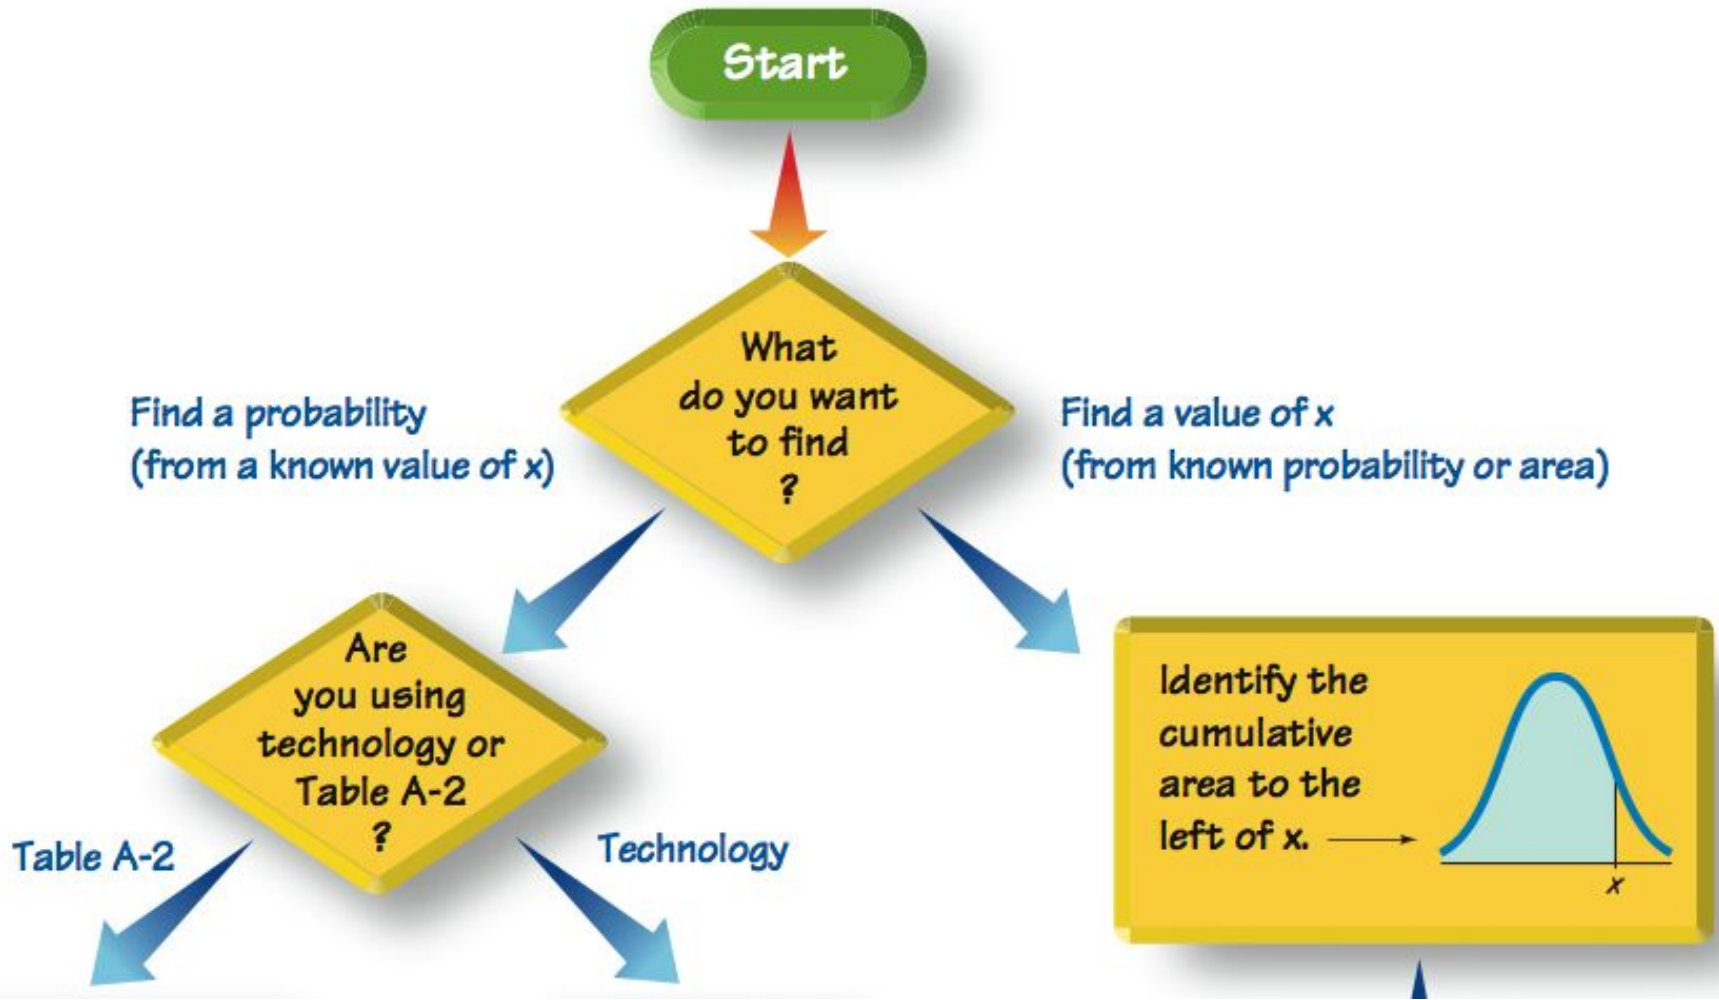 Start
What
do you want
to find
?
Find a probability
(from a known value of x)
Find a value of x
(from known probability or area)
Are
you using
technology or
Table A-2
?
Table A-2
Technology
Identify the
cumulative
area to the
left of x.
x